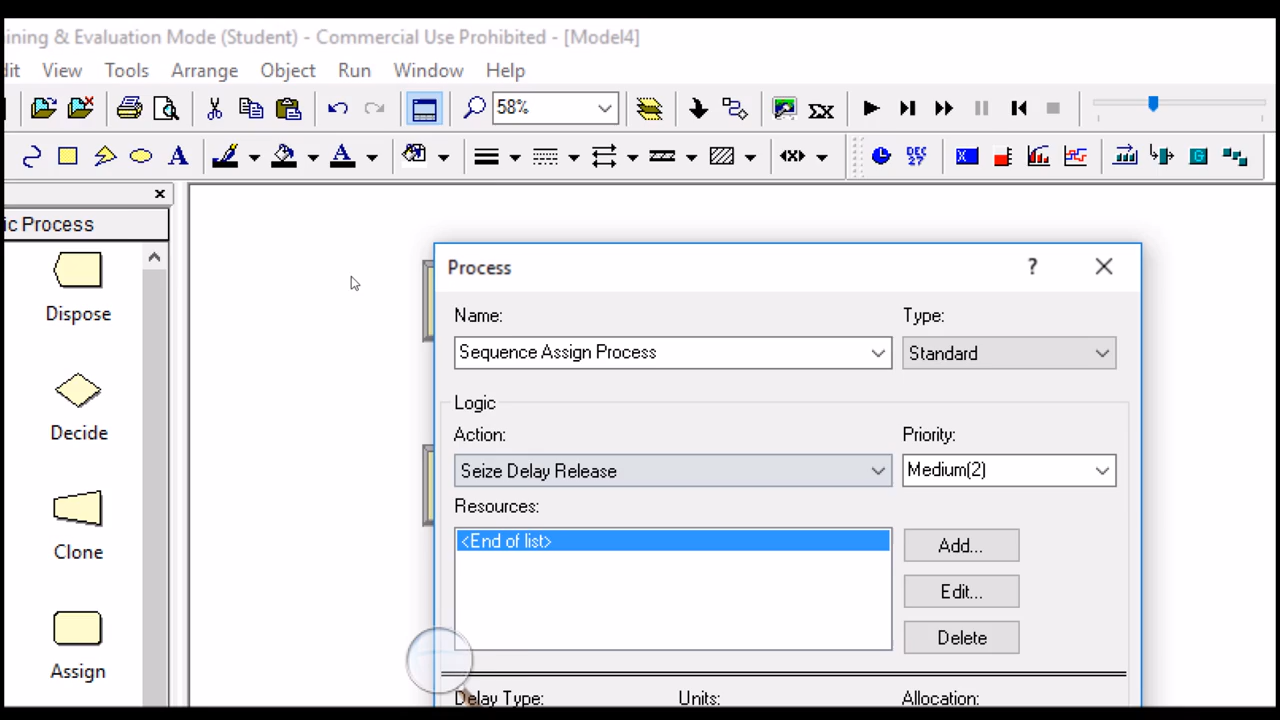 ining & Evaluation Mode (Student) - Commercial Use Prohibited - [Model4]
dit View Tools Arrange Object Run Window Help
58%
A A DEC 27 X G
ic Process
Dispose
Decide
Clone
Assign
Process
Name: Type:
Sequence Assign Process Standard
Logic
Action: Priority:
Seize Delay Release Medium(2)
Resources:
<End of list>
Add...
Edit...
Delete
Delay Type: Units: Allocation: